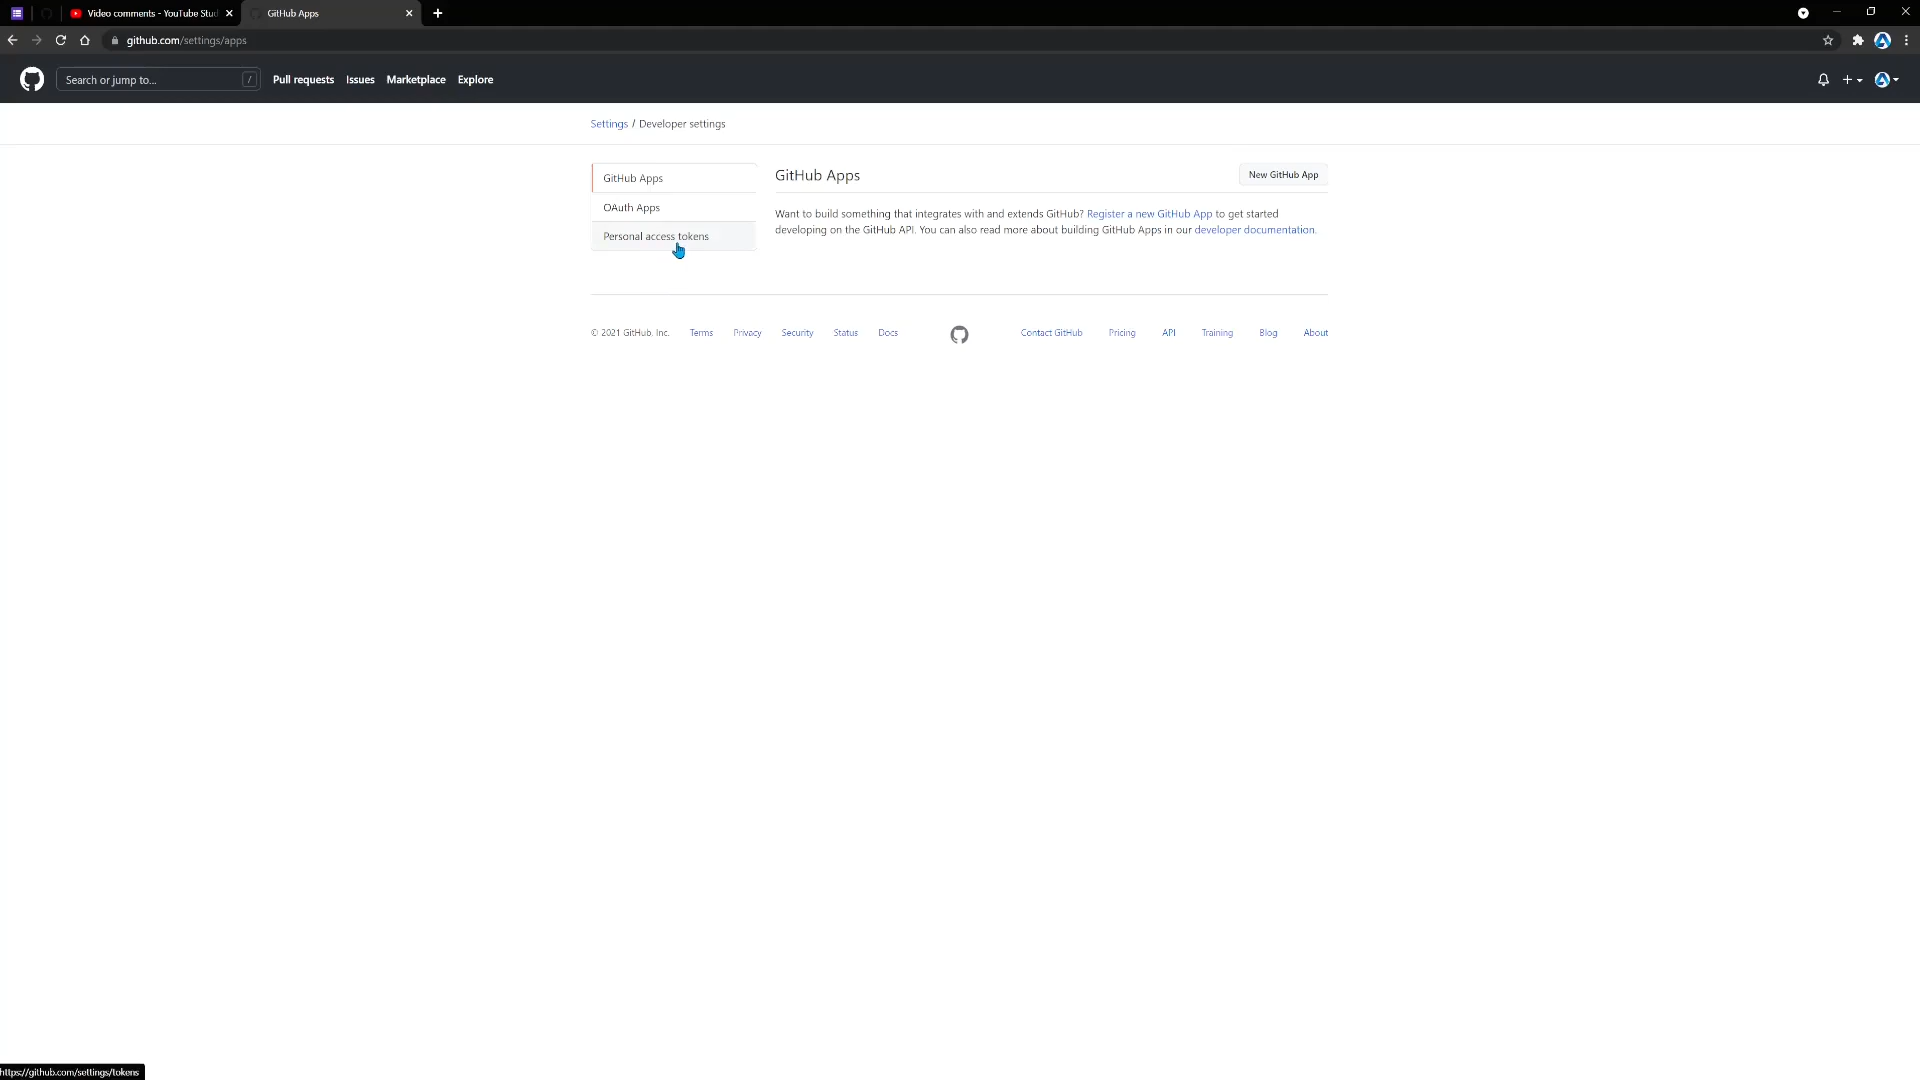 Video comments - YouTube Stud
GitHub Apps
github.com/settings/apps
Search or jump to...
/
Pull requests
Issues
Marketplace
Explore
Settings / Developer settings
GitHub Apps
OAuth Apps
Personal access tokens
GitHub Apps
New GitHub App
Want to build something that integrates with and extends GitHub? Register a new GitHub App to get started
developing on the GitHub API. You can also read more about building GitHub Apps in our developer documentation.
© 2021 GitHub, Inc.
Terms
Privacy
Security
Status
Docs
Contact GitHub
Pricing
API
Training
Blog
About
https://github.com/settings/tokens